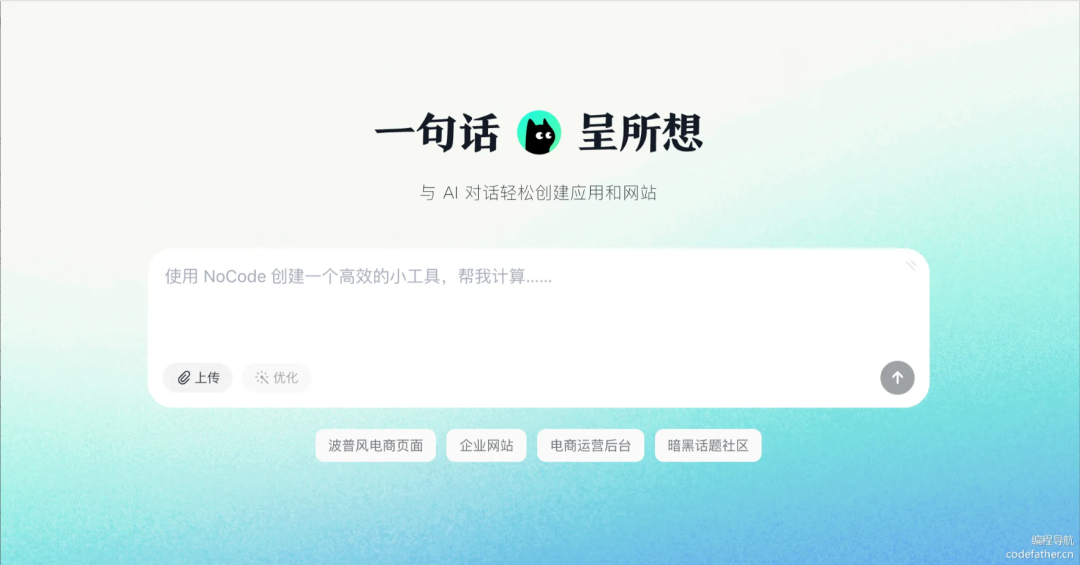 一句话 呈所想
与 AI 对话轻松创建应用和网站
使用 NoCode 创建一个高效的小工具，帮我计算……
上传 优化
波普风电商页面 企业网站 电商运营后台 暗黑话题社区
编程导航
codefather.cn